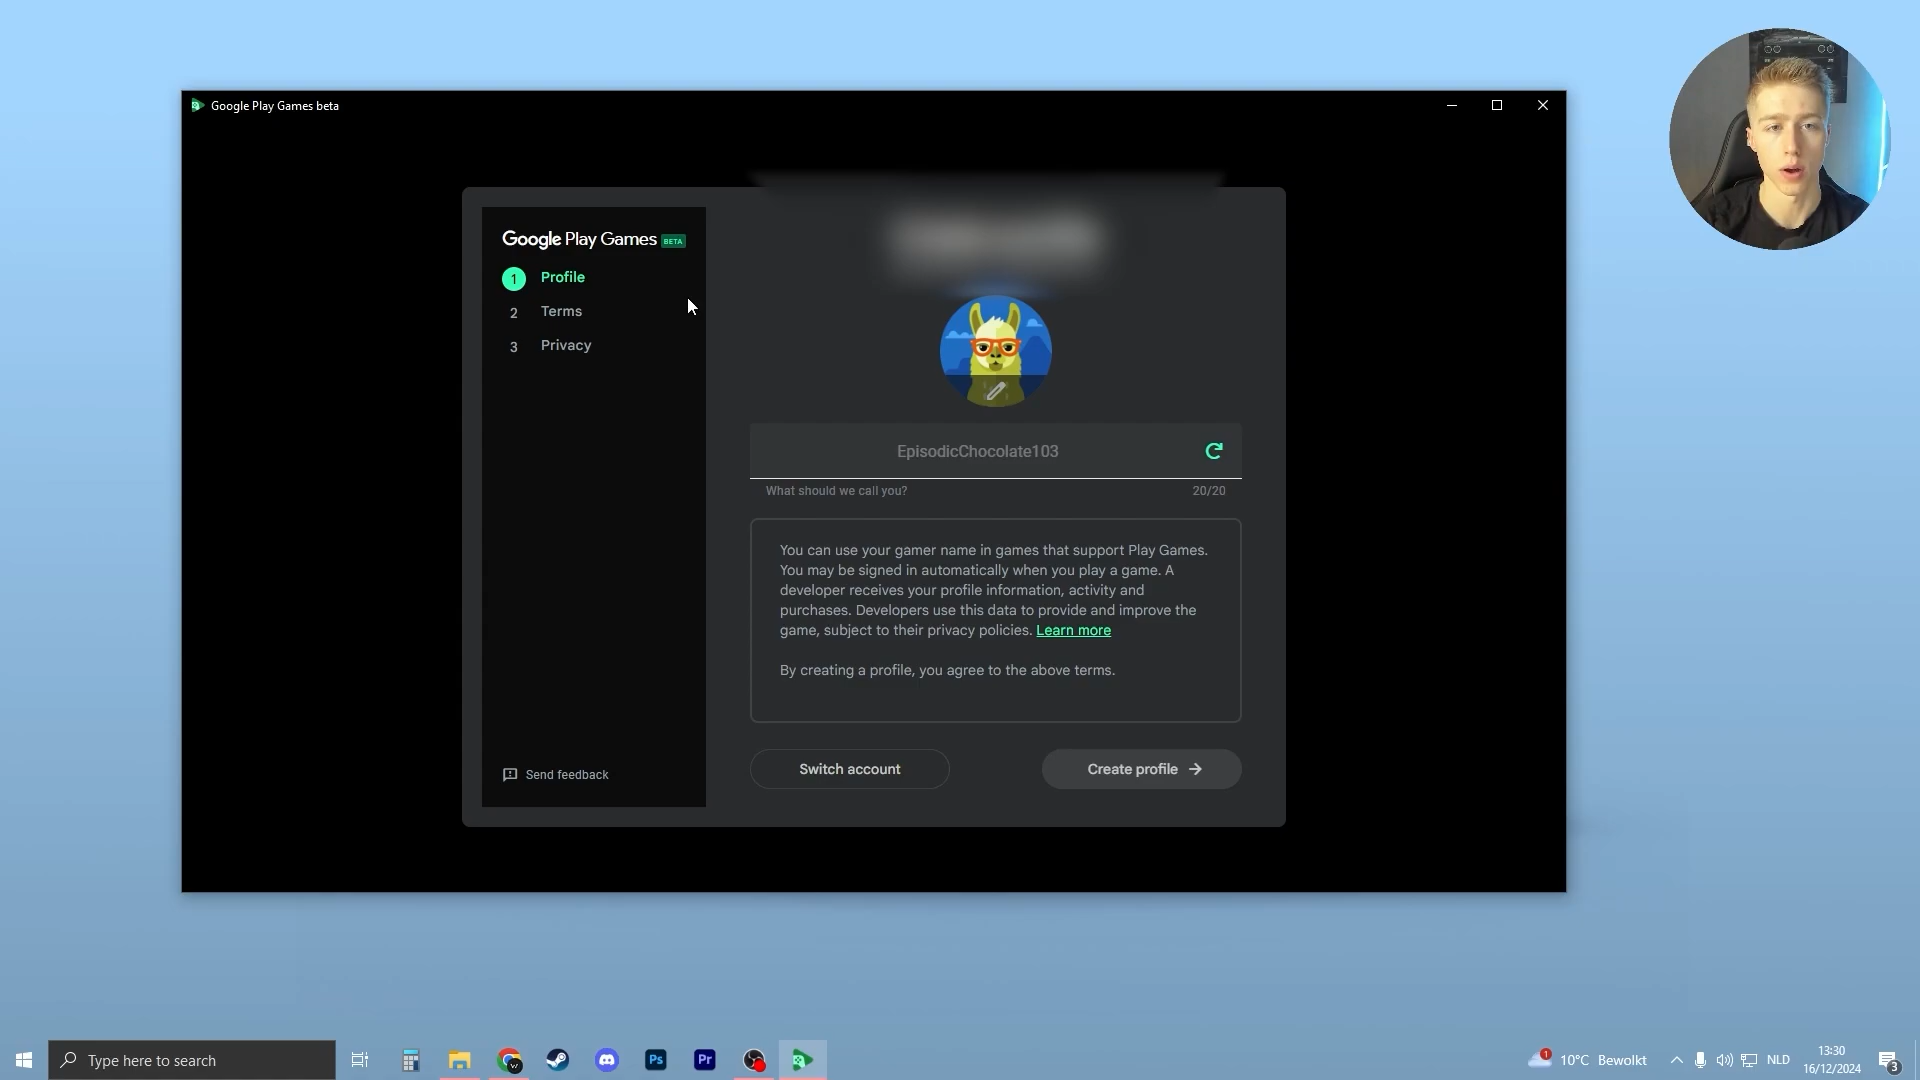 Google Play Games beta
Google Play Games BETA
1 Profile
2 Terms
3 Privacy
Send feedback
EpisodicChocolate103
What should we call you?
20/20
You can use your gamer name in games that support Play Games.
You may be signed in automatically when you play a game. A
developer receives your profile information, activity and
purchases. Developers use this data to provide and improve the
game, subject to their privacy policies. Learn more
By creating a profile, you agree to the above terms.
Switch account
Create profile
Type here to search
Ps
Pr
1
10°C Bewolkt
NLD
13:30
16/12/2024
3